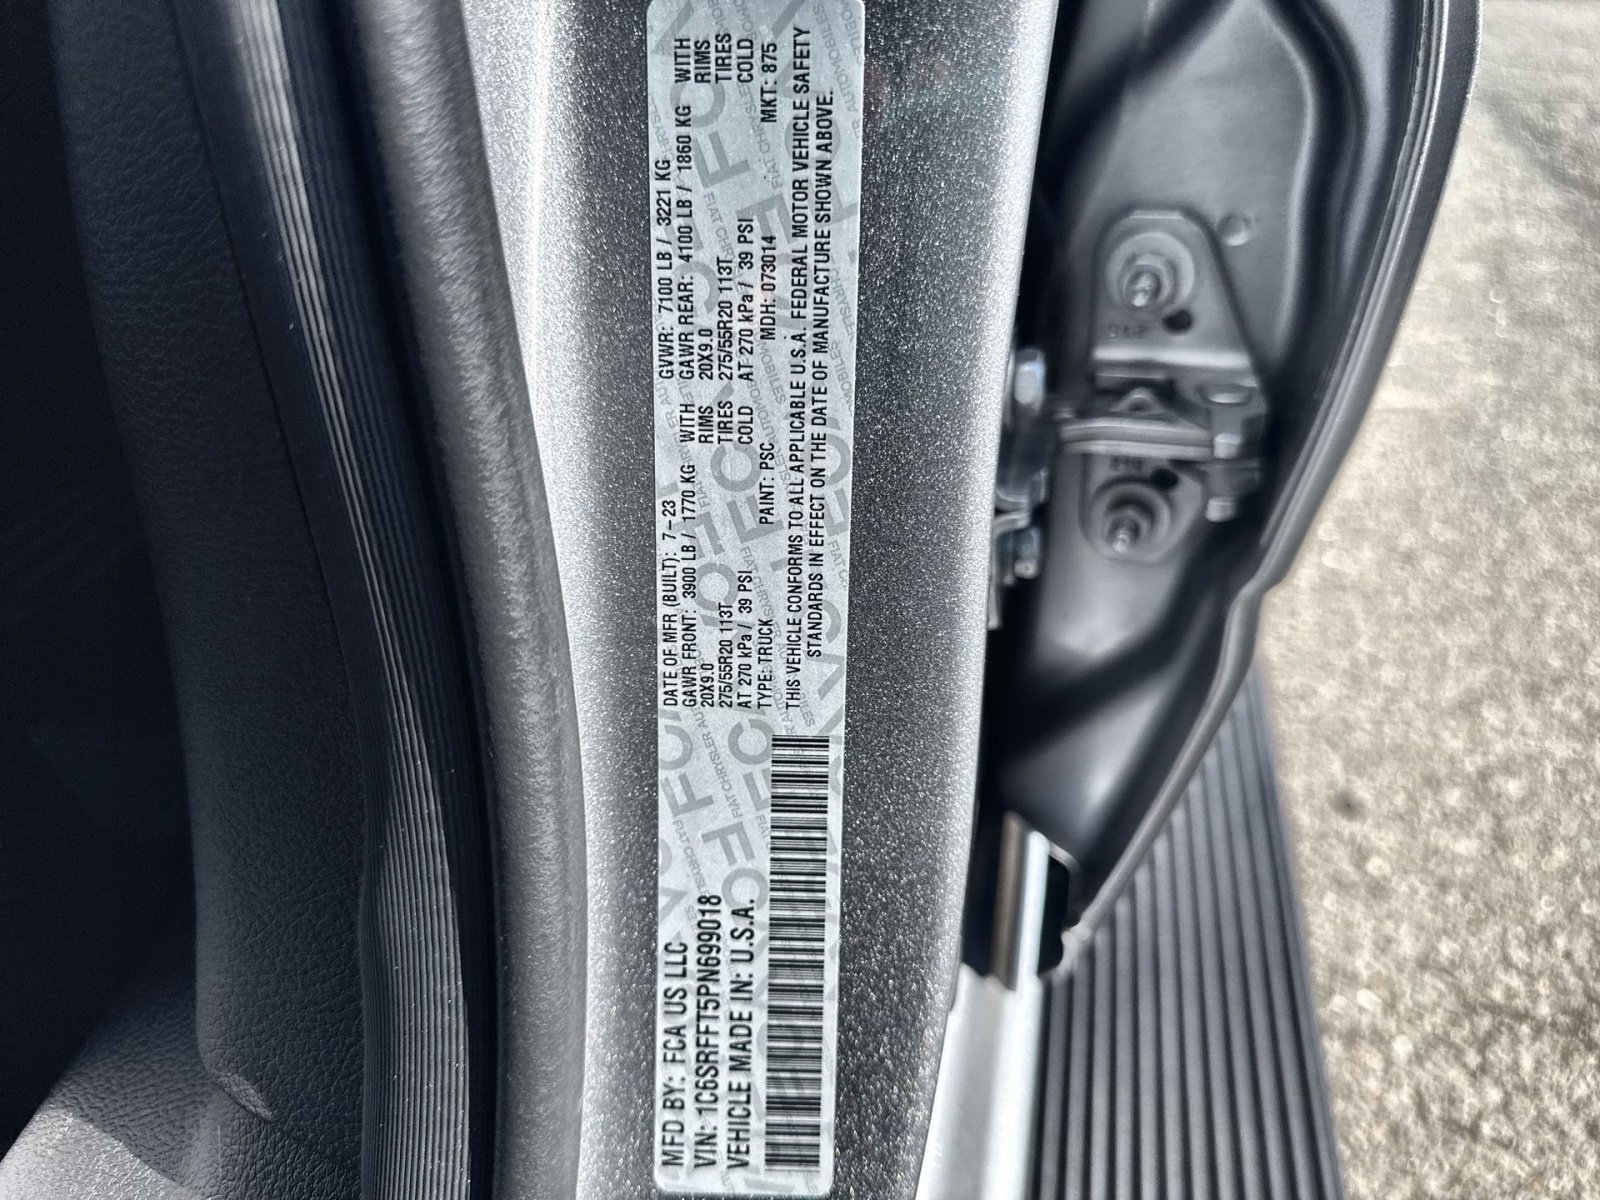 MFD BY: FCA US LLC
VIN: 1C6SRFFT5PN699018
VEHICLE MADE IN: U.S.A.
DATE OF MFR (BUILT): 7-23 GVWR: 7100 LB / 3221 KG
GAWR FRONT: 3900 LB / 1770 KG WITH GAWR REAR: 4100 LB / 1860 KG WITH
20X9.0 RIMS 20X9.0 RIMS
275/55R20 113T TIRES 275/55R20 113T TIRES
AT 270 kPa / 39 PSI COLD AT 270 kPa / 39 PSI COLD
TYPE: TRUCK PAINT: PSC MDH: 073014 MKT: 875
THIS VEHICLE CONFORMS TO ALL APPLICABLE U.S.A. FEDERAL MOTOR VEHICLE SAFETY
STANDARDS IN EFFECT ON THE DATE OF MANUFACTURE SHOWN ABOVE.